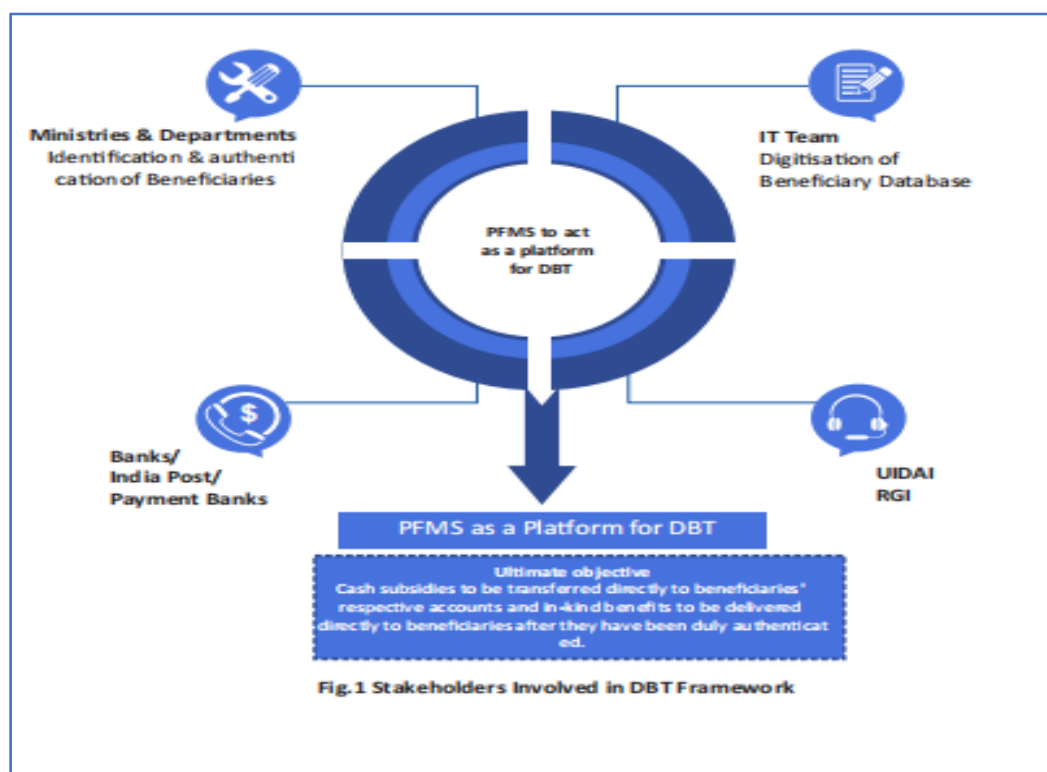 Ministries & Departments
Identification & authenti
cation of Beneficiaries
IT Team
Digitisation of
Beneficiary Database
PFMS to act
as a platform
for DBT
$
Banks/
India Post/
Payment Banks
UIDAI
RGI
PFMS as a Platform for DBT
Ultimate objective
Cash subsidies to be transferred directly to beneficiaries"
respective accounts and in-kind benefits to be delivered
directly to beneficiaries after they have been duly authenticat
ed.
Fig.1 Stakeholders Involved in DBT Framework